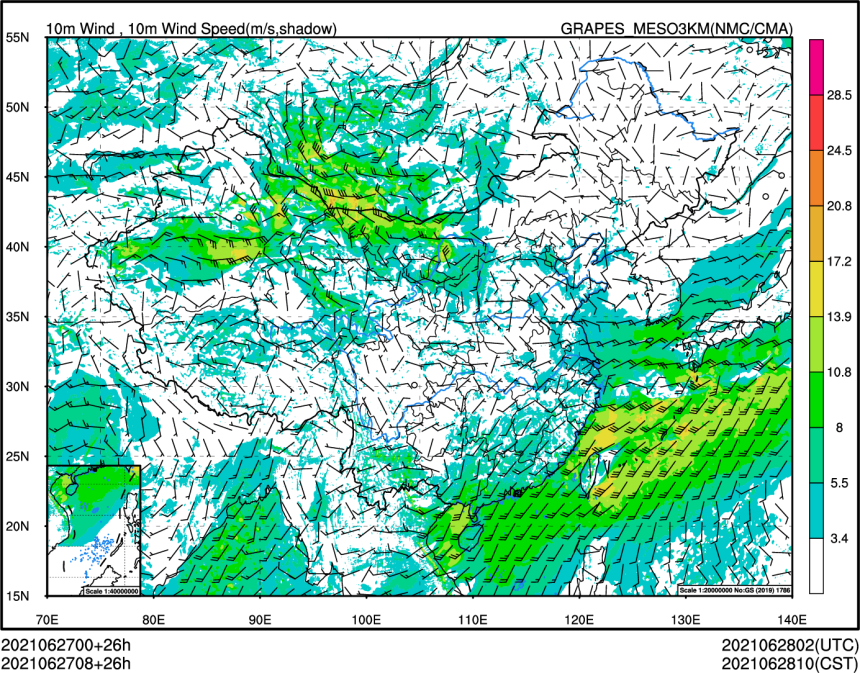 10m Wind , 10m Wind Speed(m/s,shadow) GRAPES_MESO3KM(NMC/CMA)
55N
50N
45N
40N
35N
30N
25N
20N
15N
28.5
24.5
20.8
17.2
13.9
10.8
8
5.5
3.4
Scale 1:40000000
Scale 1:20000000 No:GS (2019) 1786
70E 80E 90E 100E 110E 120E 130E 140E
2021062700+26h 2021062802(UTC)
2021062708+26h 2021062810(CST)